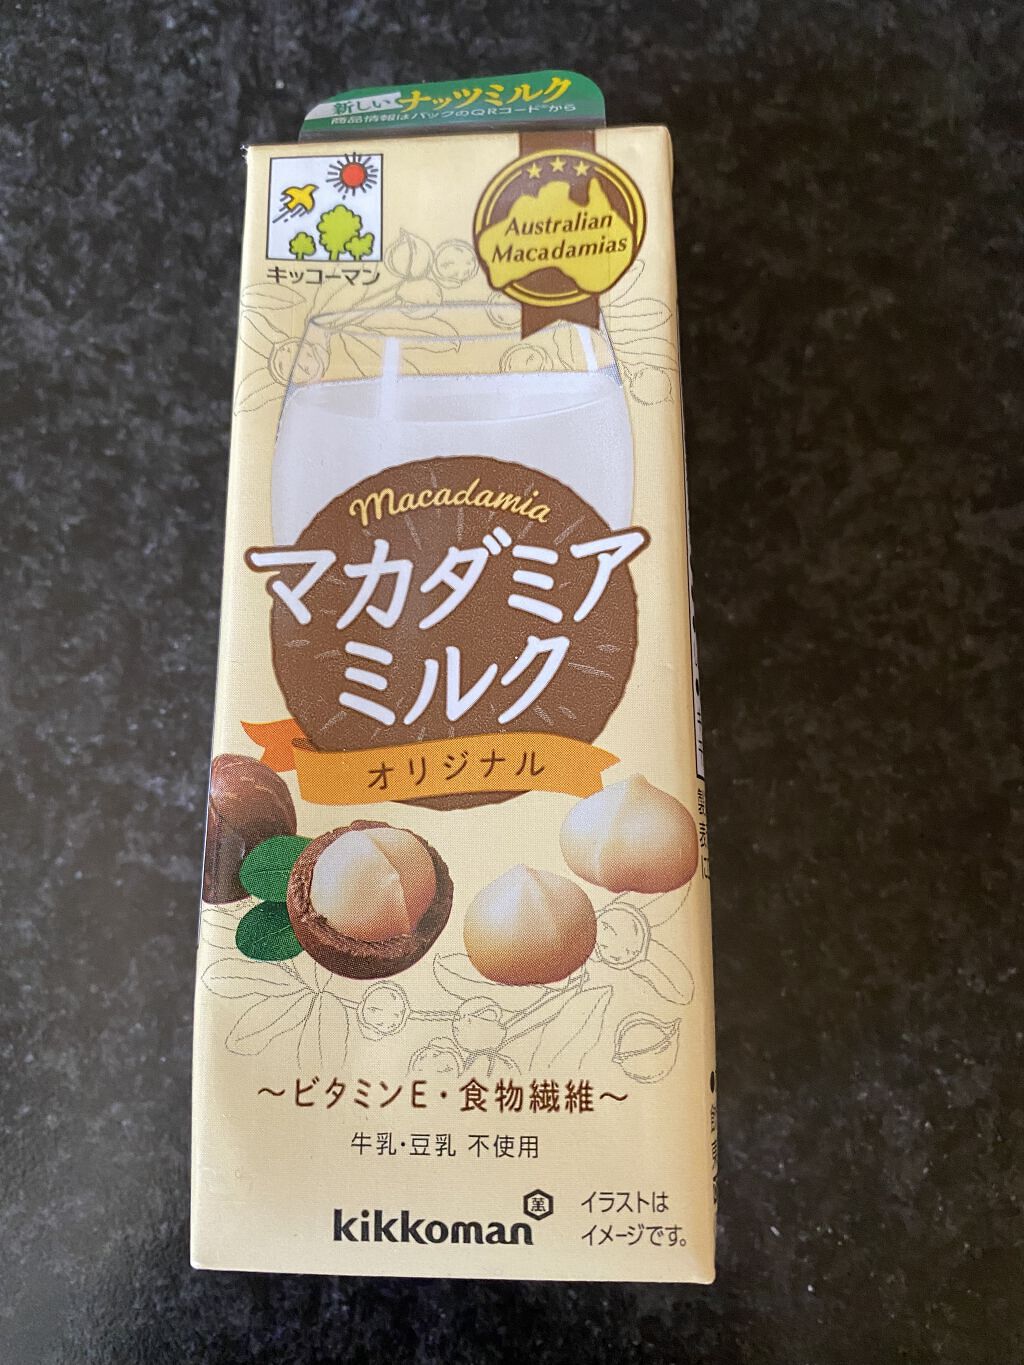 新しいナッツミルク
商品情報はパックのQRコードから
キッコーマン
Australian
Macadamias
Macadamia
マカダミア
ミルク
オリジナル
～ビタミンE・食物繊維～
牛乳・豆乳 不使用
kikkoman 萬
イラストは
イメージです。